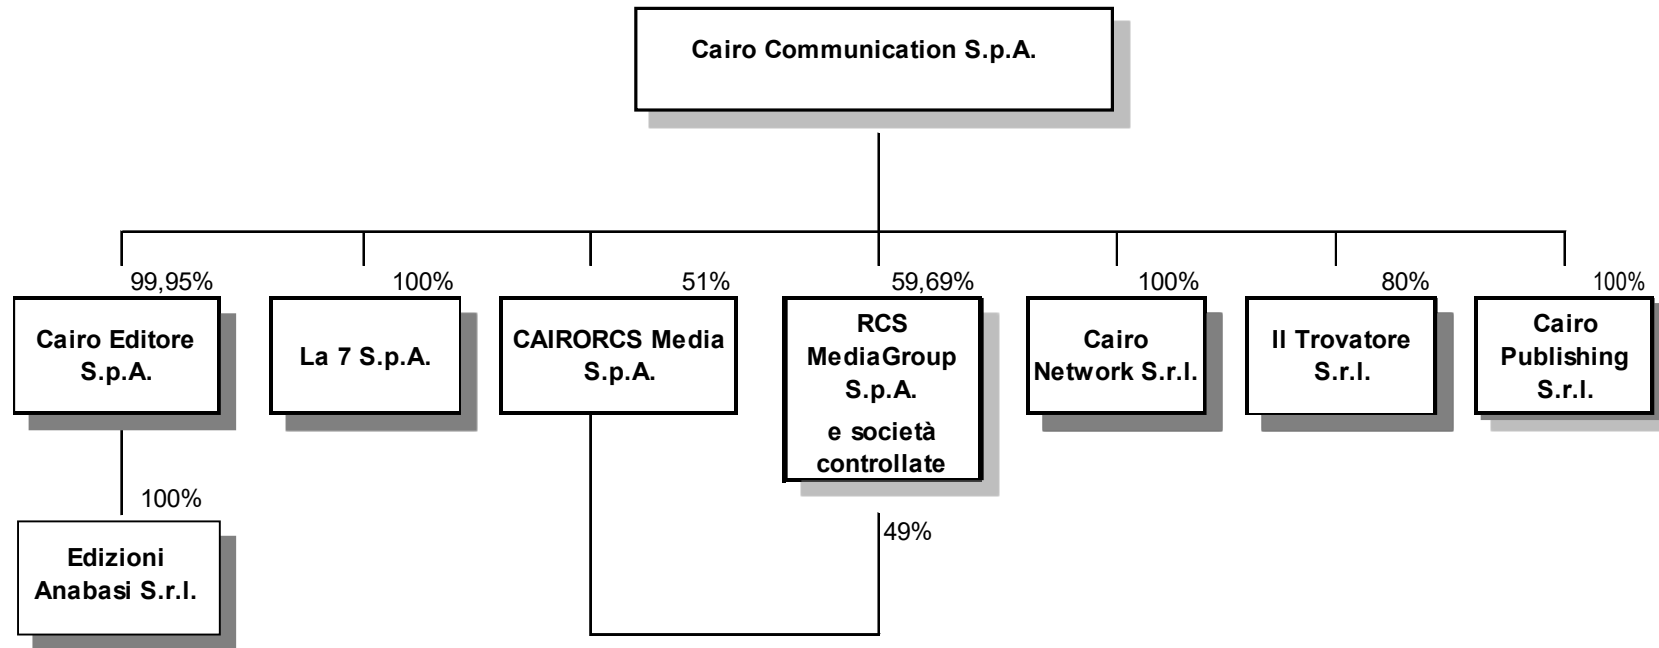 Cairo Communication S.p.A.
99,95%
100%
51%
59,69%
100%
80%
100%
Cairo Editore
S.p.A.
La 7 S.p.A.
CAIRORCS Media
S.p.A.
RCS
MediaGroup
S.p.A.
e società
controllate
Cairo
Network S.r.l.
Il Trovatore
S.r.l.
Cairo
Publishing
S.r.l.
100%
49%
Edizioni
Anabasi S.r.l.